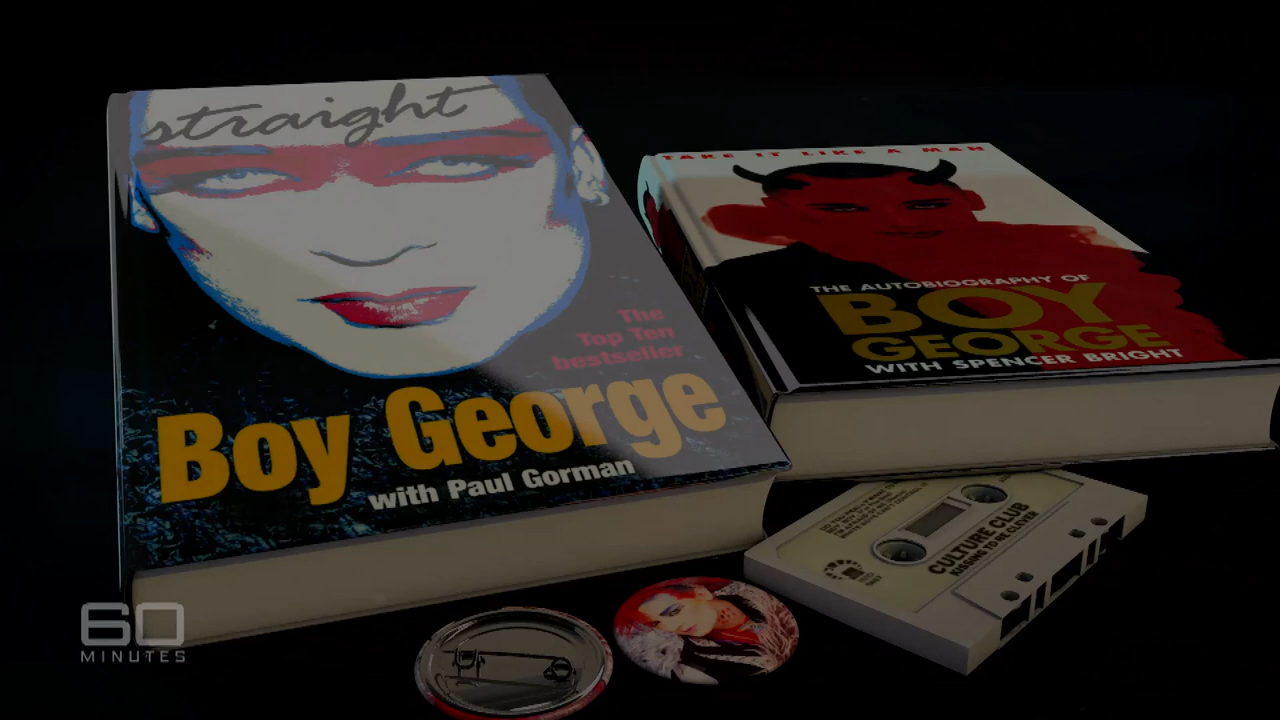 straight
The
Top Ten
bestseller
Boy George
with Paul Gorman
TAKE IT LIKE A MAN
THE AUTOBIOGRAPHY OF
BOY
GEORGE
WITH SPENCER BRIGHT
CULTURE CLUB
KISSING TO BE CLEVER
60
MINUTES